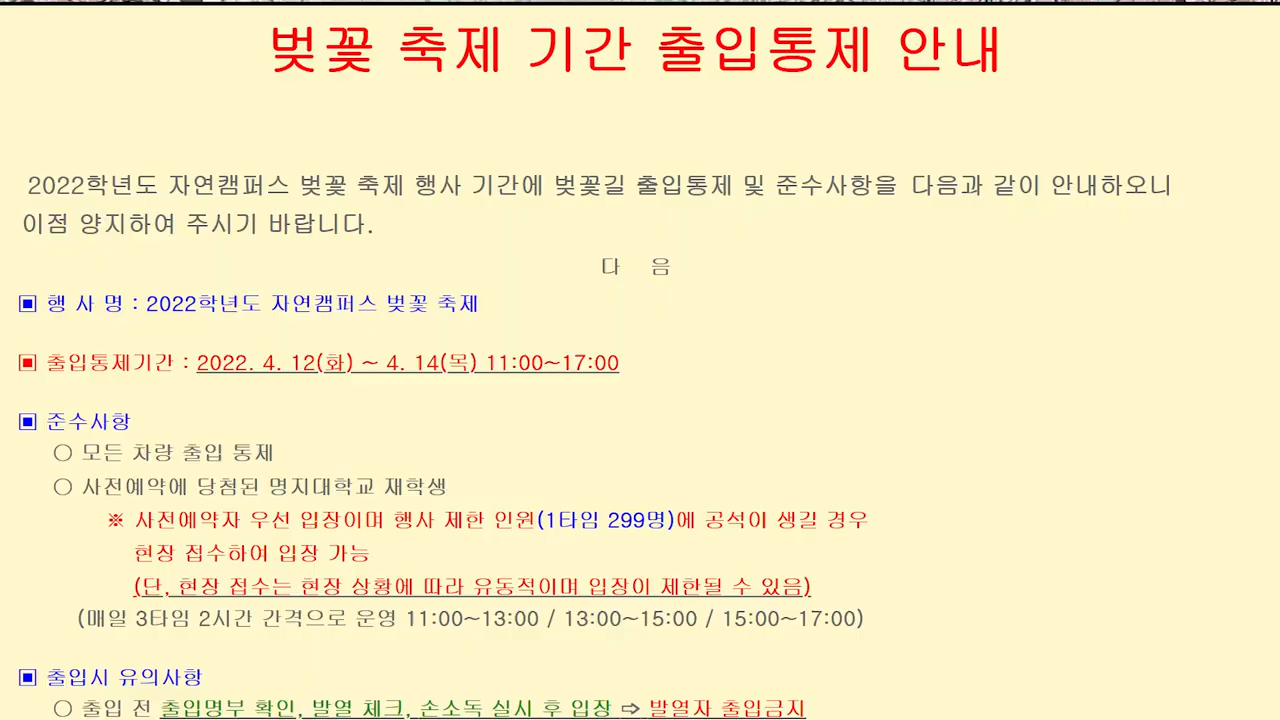 벚꽃 축제 기간 출입통제 안내
2022학년도 자연캠퍼스 벚꽃 축제 행사 기간에 벚꽃길 출입통제 및 준수사항을 다음과 같이 안내하오니
이점 양지하여 주시기 바랍니다.
다 음
▣ 행 사 명 : 2022학년도 자연캠퍼스 벚꽃 축제
▣ 출입통제기간 : 2022. 4. 12(화) ~ 4. 14(목) 11:00~17:00
▣ 준수사항
○ 모든 차량 출입 통제
○ 사전예약에 당첨된 명지대학교 재학생
※ 사전예약자 우선 입장이며 행사 제한 인원(1타임 299명)에 공석이 생길 경우
현장 접수하여 입장 가능
(단, 현장 접수는 현장 상황에 따라 유동적이며 입장이 제한될 수 있음)
(매일 3타임 2시간 간격으로 운영 11:00~13:00 / 13:00~15:00 / 15:00~17:00)
▣ 출입시 유의사항
○ 출입 전 출입명부 확인, 발열 체크, 손소독 실시 후 입장 ⇨ 발열자 출입금지